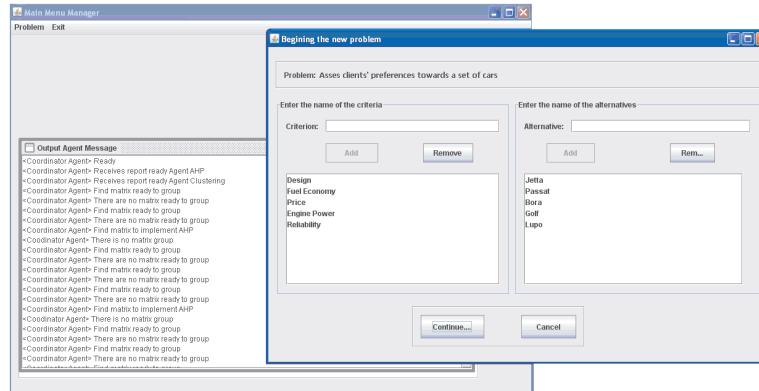 Main Menu Manager
Problem Exit
Output Agent Message
<Coordinator Agent> Ready
<Coordinator Agent> Receives report ready Agent AHP
<Coordinator Agent> Receives report ready Agent Clustering
<Coordinator Agent> Find matrix ready to group
<Coordinator Agent> There are no matrix ready to group
<Coordinator Agent> Find matrix ready to group
<Coordinator Agent> There are no matrix ready to group
<Coordinator Agent> Find matrix to implement AHP
<Coodinator Agent> There is no matrix group
<Coordinator Agent> Find matrix ready to group
<Coordinator Agent> There are no matrix ready to group
<Coordinator Agent> Find matrix ready to group
<Coordinator Agent> There are no matrix ready to group
<Coordinator Agent> Find matrix ready to group
<Coordinator Agent> There are no matrix ready to group
<Coordinator Agent> Find matrix to implement AHP
<Coodinator Agent> There is no matrix group
<Coordinator Agent> Find matrix ready to group
<Coordinator Agent> There are no matrix ready to group
<Coordinator Agent> Find matrix ready to group
<Coordinator Agent> There are no matrix ready to group
<Coordinator Agent> Find matrix ready to group
Begining the new problem
Problem: Asses clients' preferences towards a set of cars
Enter the name of the criteria
Criterion:
Add Remove
Design
Fuel Economy
Price
Engine Power
Reliability
Enter the name of the alternatives
Alternative:
Add Rem...
Jetta
Passat
Bora
Golf
Lupo
Continue.... Cancel